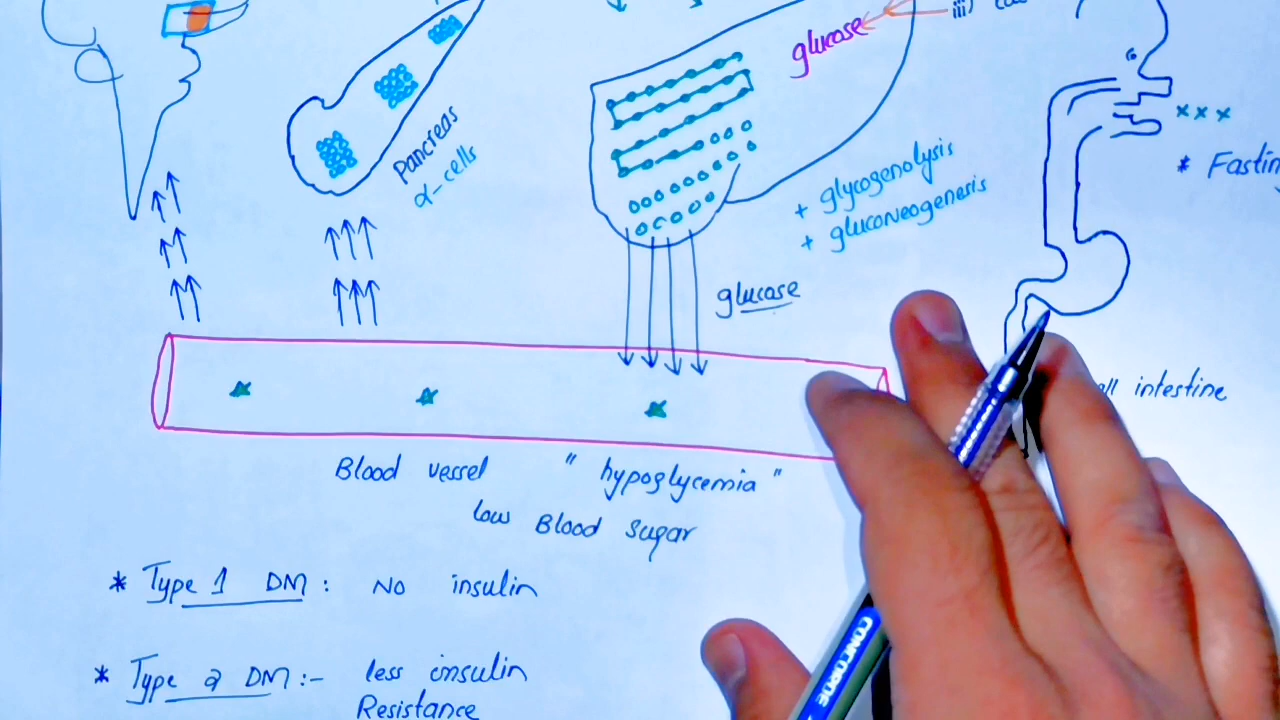 glucose
iii)
Pancreas
α-cells
x x x
* Fastin
+ glycogenolysis
+ gluconeogenesis
glucose
ll intestine
Blood vessel " hypoglycemia "
Low Blood sugar
* Type 1 DM : No insulin
* Type 2 DM :- less insulin
Resistance